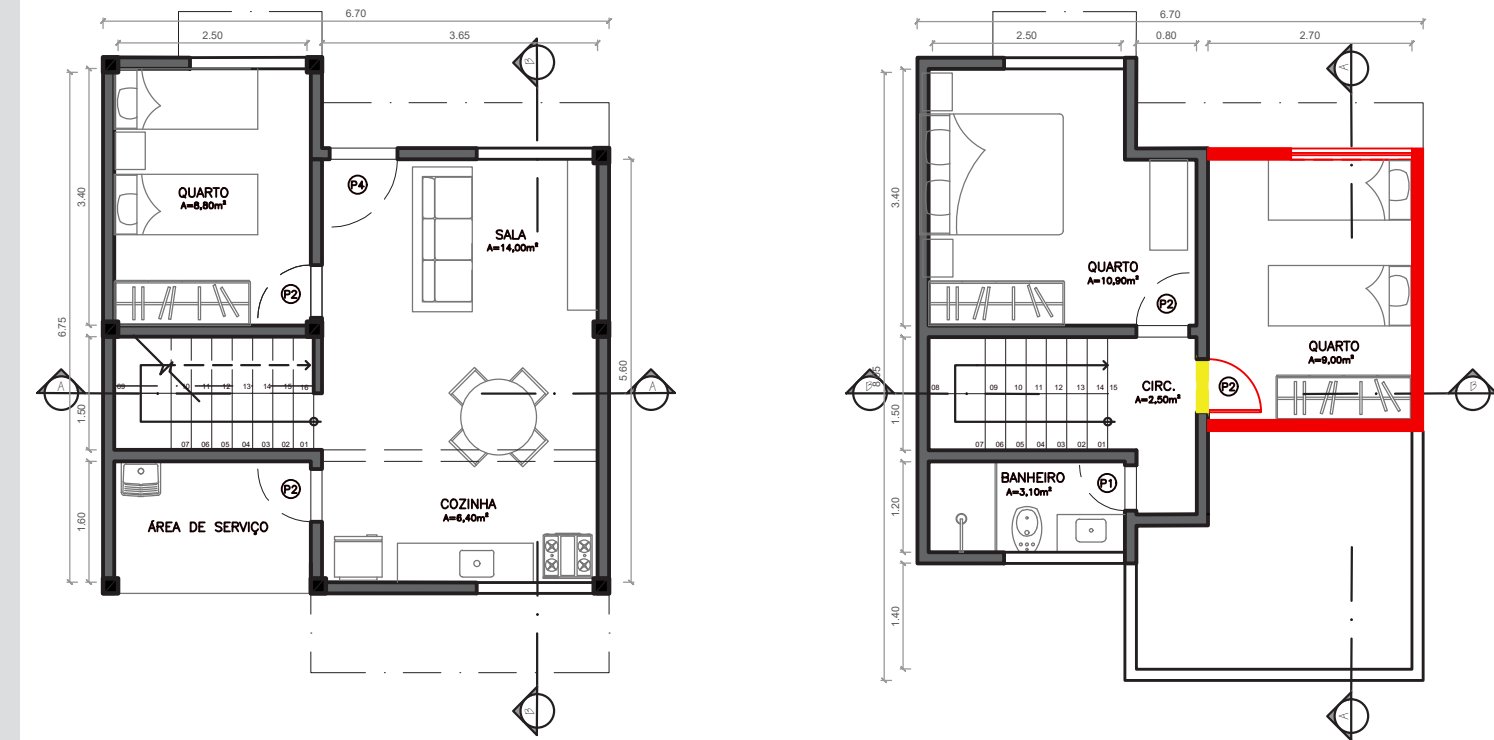 6.70
2.50
3.65
B
3.40
6.75
1.50
1.60
5.60
QUARTO
A=8,80m²
P4
SALA
A=14,00m²
P2
A
09
10
11
12
13
14
15
16
07
06
05
04
03
02
01
A
P2
ÁREA DE SERVIÇO
COZINHA
A=6,40m²
B
6.70
2.50
0.80
2.70
A
3.40
1.50
1.20
1.40
QUARTO
A=10,90m²
P2
QUARTO
A=9,00m²
P2
B
08
09
10
11
12
13
14
15
07
06
05
04
03
02
01
CIRC.
A=2,50m²
B
BANHEIRO
A=3,10m²
P1
A